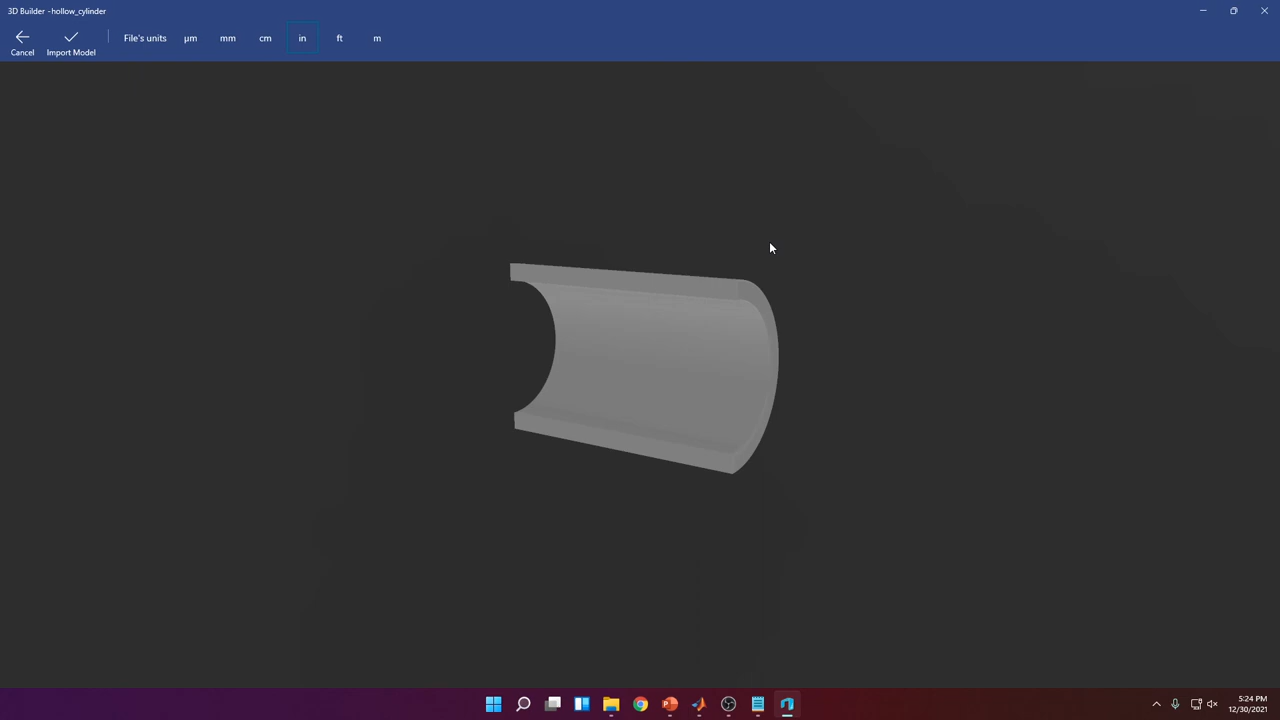 3D Builder -hollow_cylinder
Cancel
Import Model
File's units
µm
mm
cm
in
ft
m
5:24 PM
12/30/2021